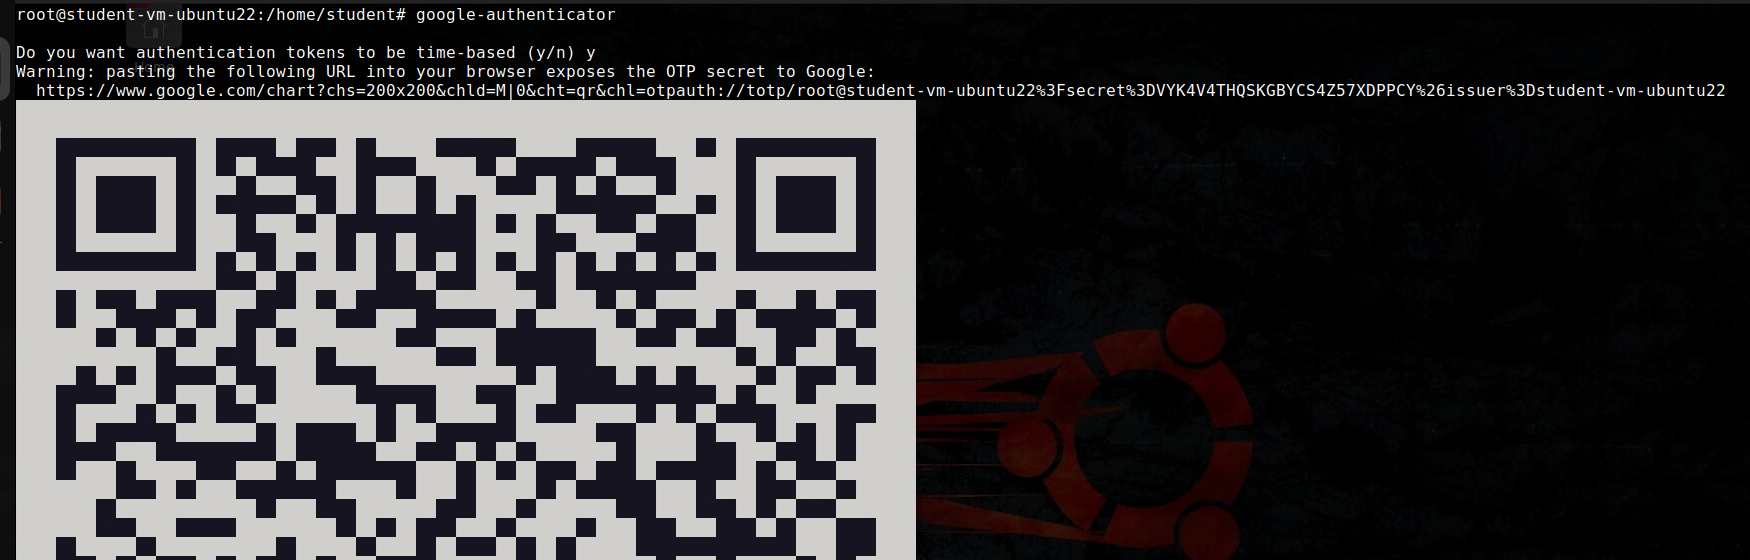 root@student-vm-ubuntu22:/home/student# google-authenticator
Do you want authentication tokens to be time-based (y/n) y
Warning: pasting the following URL into your browser exposes the OTP secret to Google:
https://www.google.com/chart?chs=200x200&chld=M|0&cht=qr&chl=otpauth://totp/root@student-vm-ubuntu22%3Fsecret%3DVYK4V4THQSKGBYCS4Z57XDPPCY%26issuer%3Dstudent-vm-ubuntu22
Home